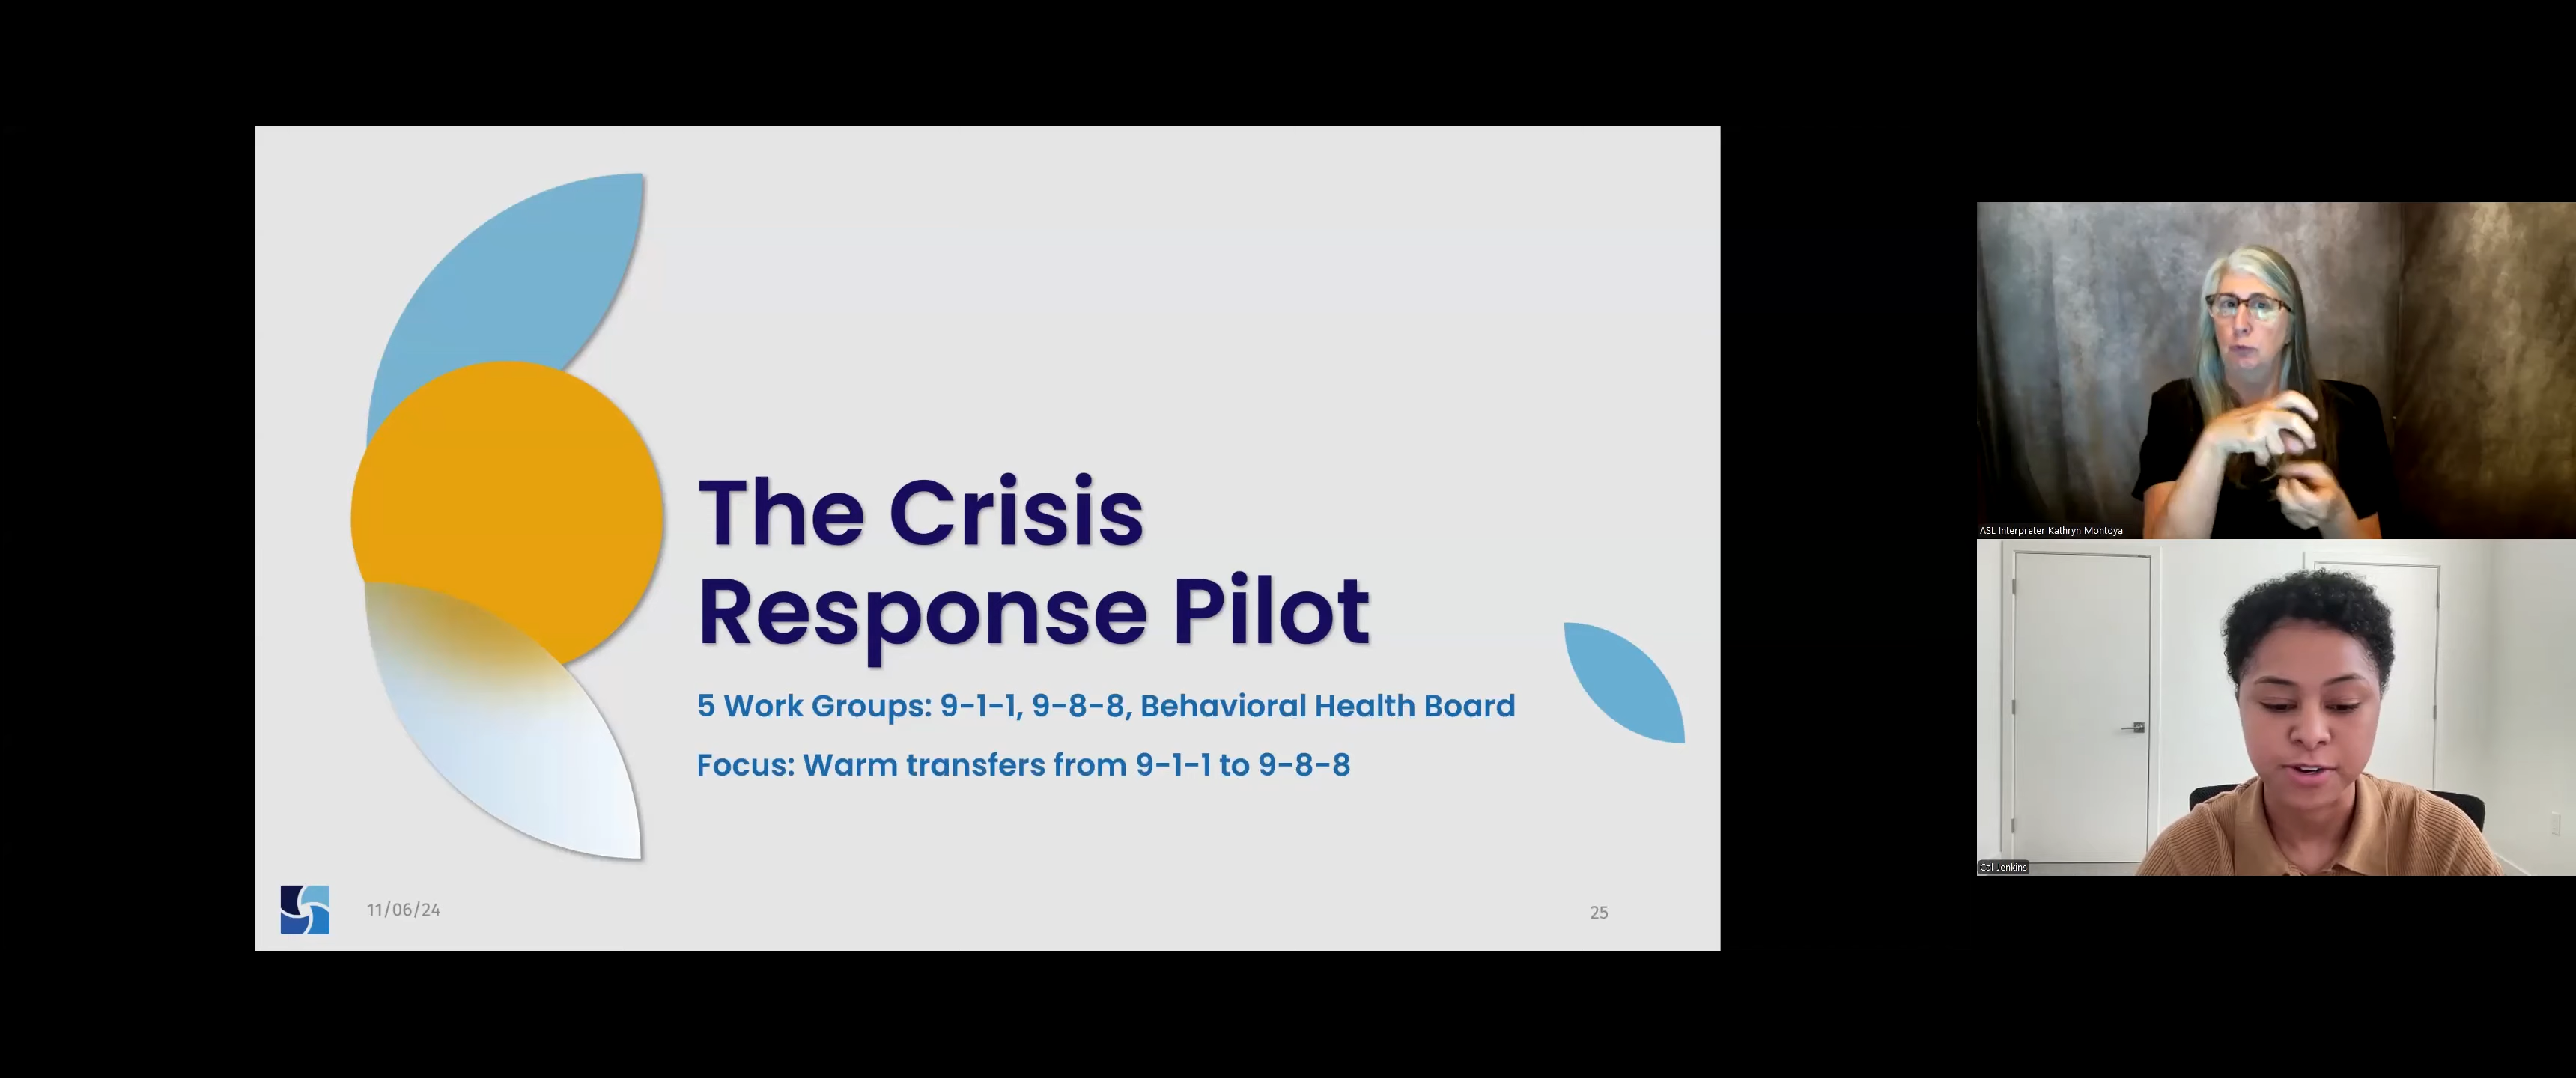 The Crisis
Response Pilot
5 Work Groups: 9-1-1, 9-8-8, Behavioral Health Board
Focus: Warm transfers from 9-1-1 to 9-8-8
11/06/24
25
ASL Interpreter Kathryn Montoya
Cal Jenkins